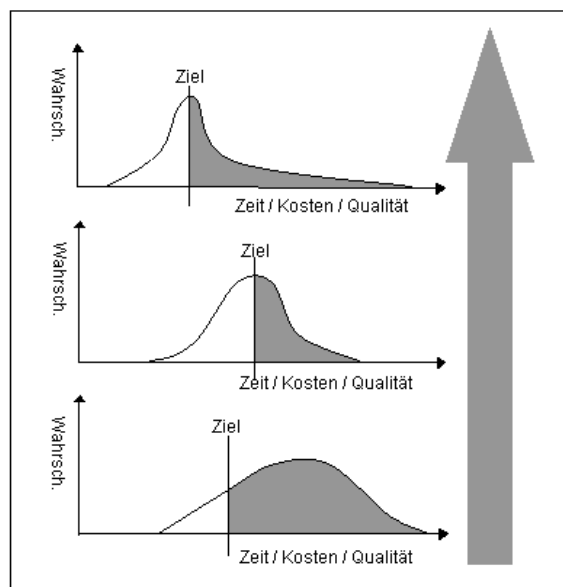 Ziel
Wahrsch.
Zeit / Kosten / Qualität
Ziel
Wahrsch.
Zeit / Kosten / Qualität
Ziel
Wahrsch.
Zeit / Kosten / Qualität